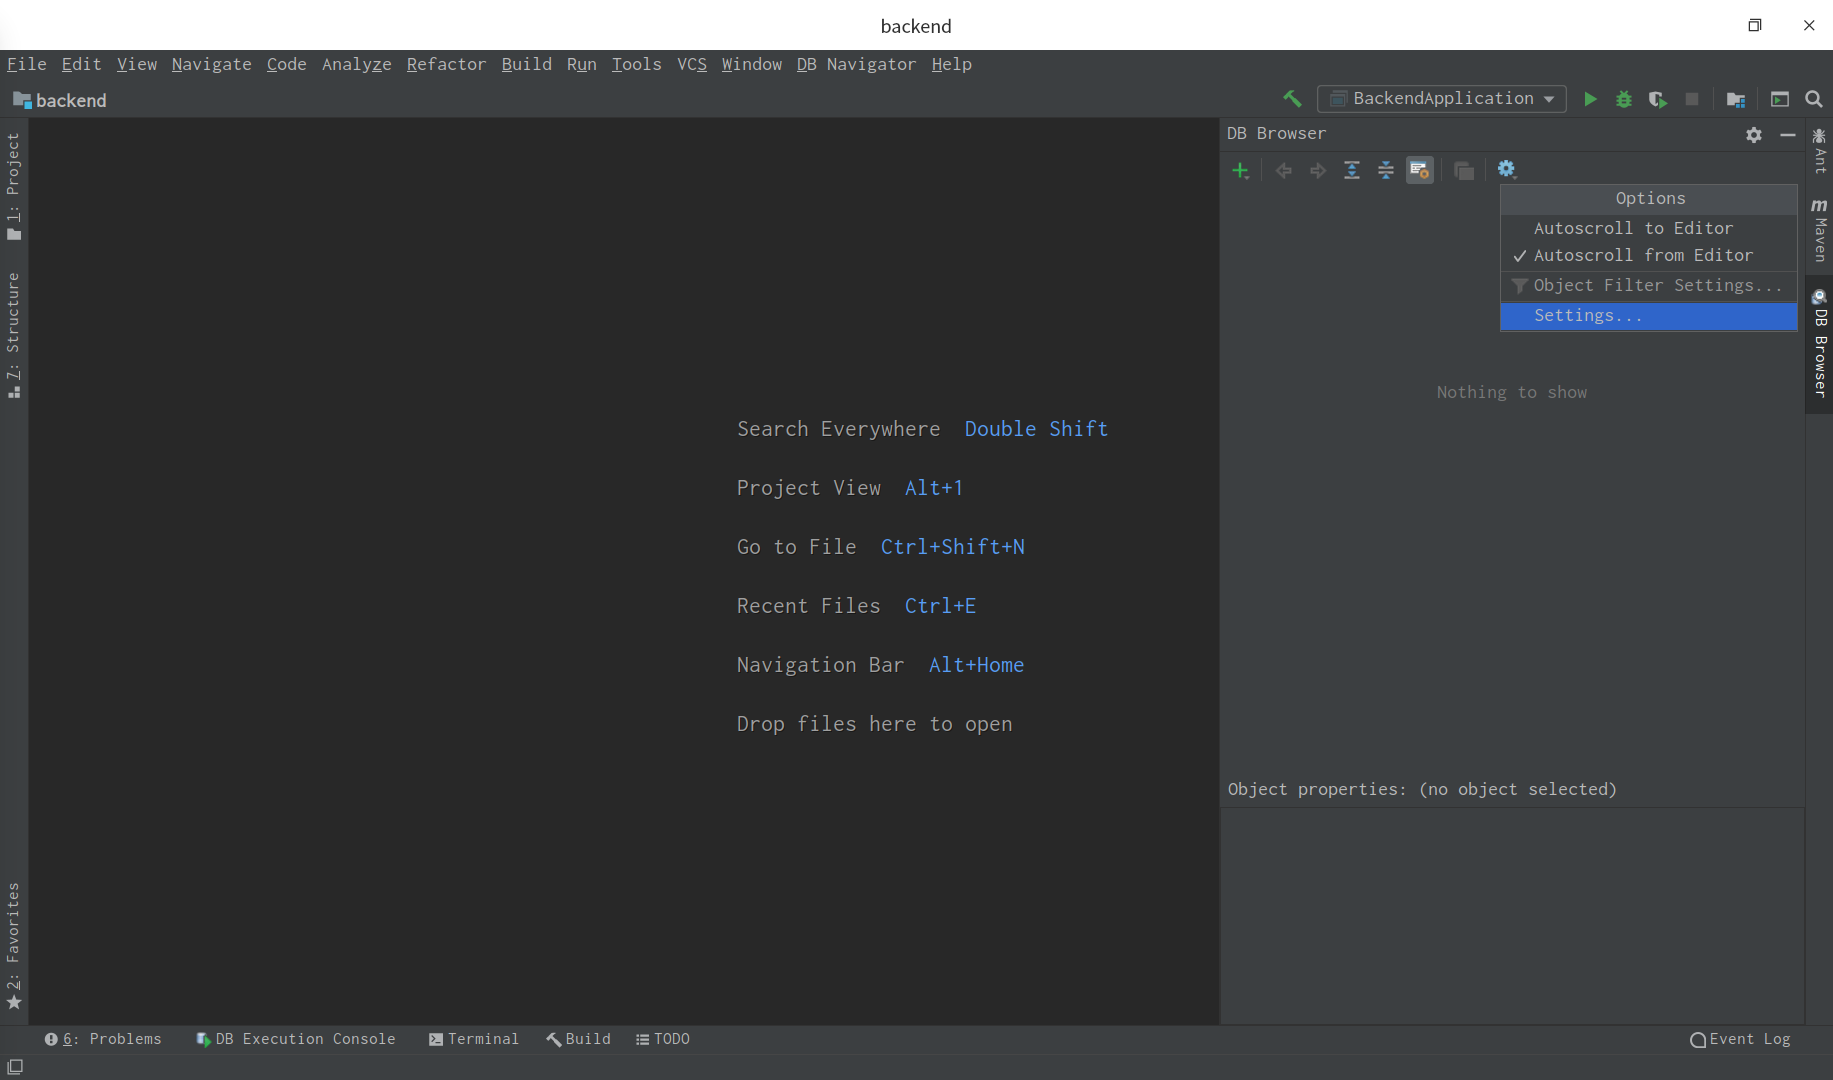 backend
File Edit View Navigate Code Analyze Refactor Build Run Tools VCS Window DB Navigator Help
backend
BackendApplication
1: Project
7: Structure
2: Favorites
Search Everywhere Double Shift
Project View Alt+1
Go to File Ctrl+Shift+N
Recent Files Ctrl+E
Navigation Bar Alt+Home
Drop files here to open
DB Browser
Options
Autoscroll to Editor
Autoscroll from Editor
Object Filter Settings...
Settings...
Nothing to show
Object properties: (no object selected)
Ant
m Maven
DB Browser
6: Problems DB Execution Console Terminal Build TODO Event Log